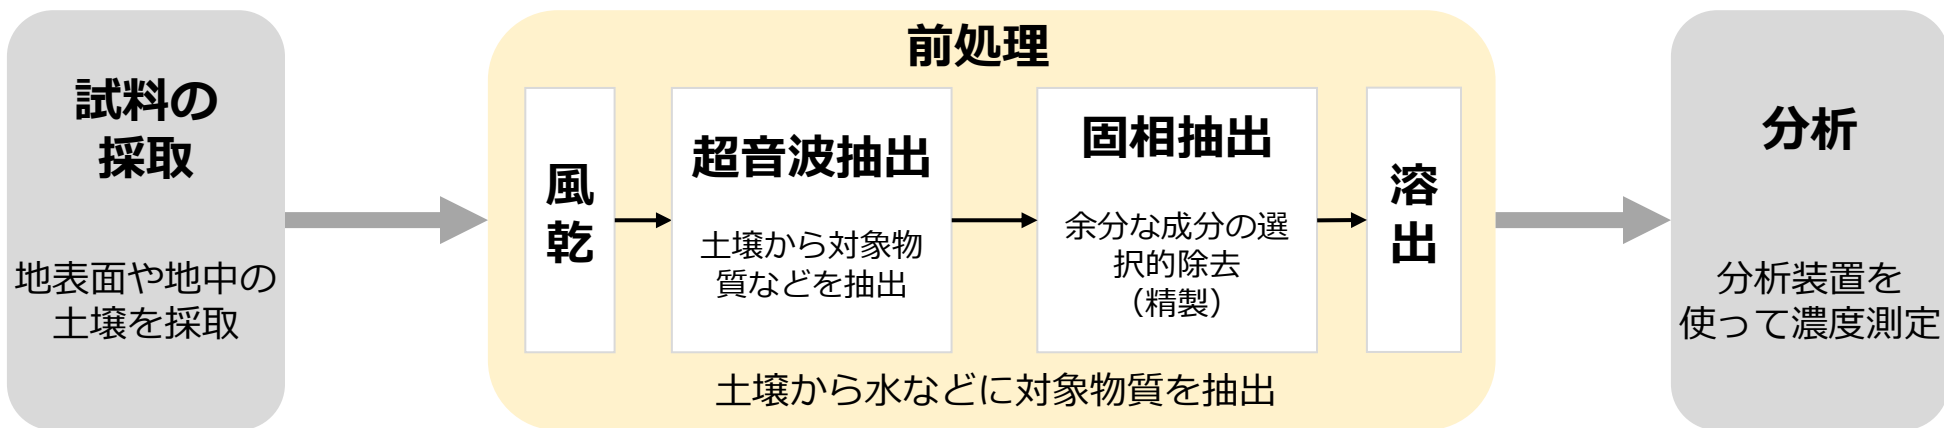 試料の
採取
地表面や地中の
土壌を採取
前処理
風
乾
超音波抽出
土壌から対象物
質などを抽出
固相抽出
余分な成分の選
択的除去
（精製）
溶
出
土壌から水などに対象物質を抽出
分析
分析装置を
使って濃度測定